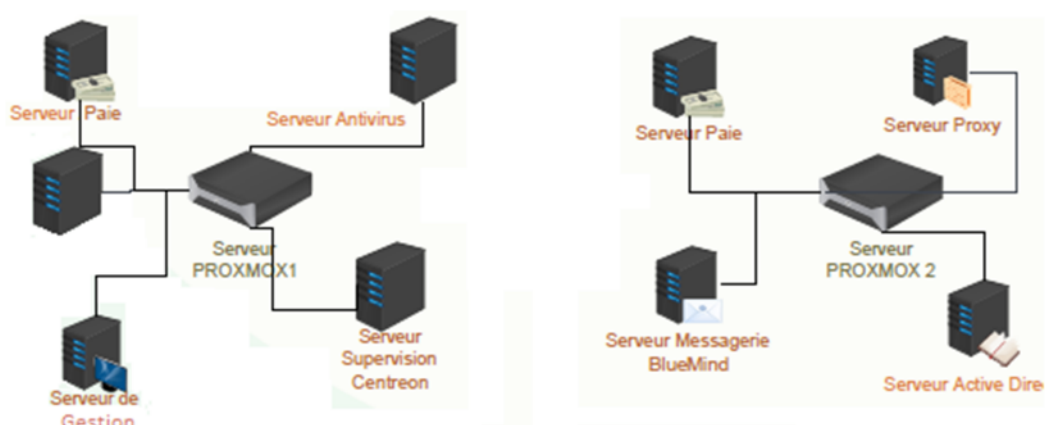 Serveur Paie
Serveur Antivirus
Serveur
PROXMOX1
Serveur
Supervision
Centreon
Serveur de
Gestion
Serveur Paie
Serveur Proxy
Serveur
PROXMOX 2
Serveur Messagerie
BlueMind
Serveur Active Dire